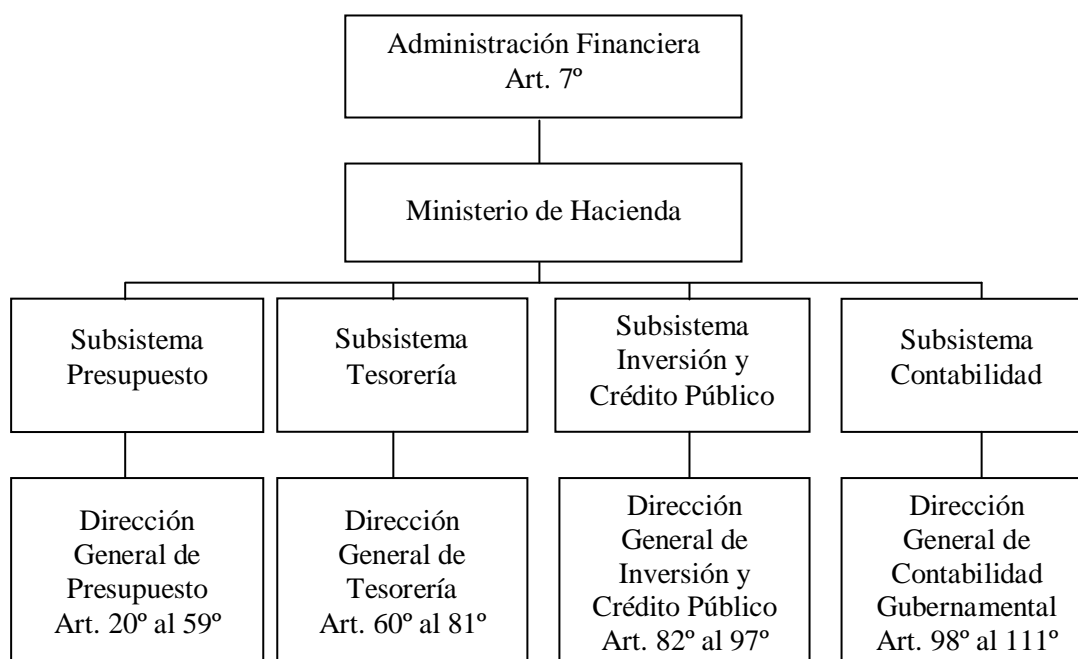 Administración Financiera
Art. 7º
Ministerio de Hacienda
Subsistema
Presupuesto
Subsistema
Tesorería
Subsistema
Inversión y
Crédito Público
Subsistema
Contabilidad
Dirección
General de
Presupuesto
Art. 20º al 59º
Dirección
General de
Tesorería
Art. 60º al 81º
Dirección
General de
Inversión y
Crédito Público
Art. 82º al 97º
Dirección
General de
Contabilidad
Gubernamental
Art. 98º al 111º